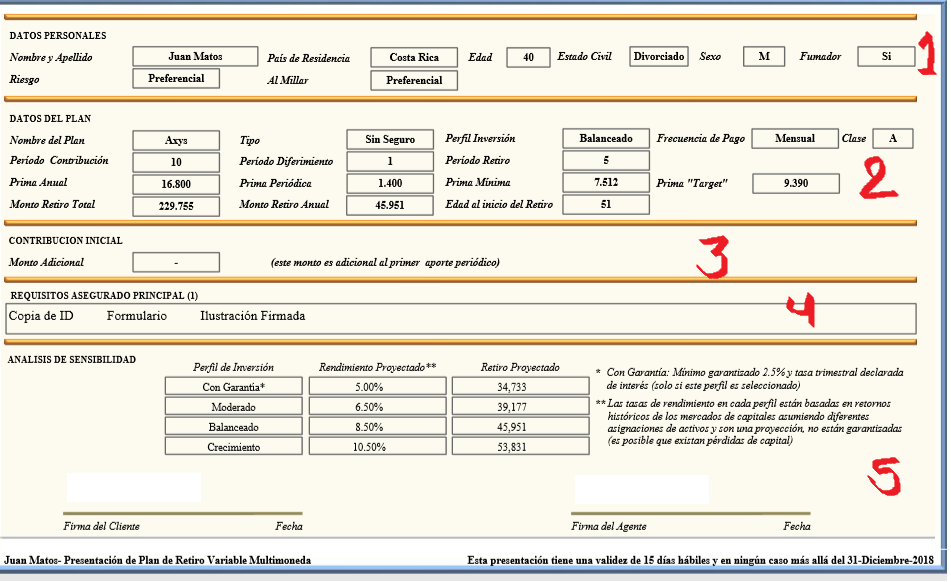 DATOS PERSONALES
Nombre y Apellido Juan Matos País de Residencia Costa Rica Edad 40 Estado Civil Divorciado Sexo M Fumador Si
Riesgo Preferencial Al Millar Preferencial
1
DATOS DEL PLAN
Nombre del Plan Axys Tipo Sin Seguro Perfil Inversión Balanceado Frecuencia de Pago Mensual Clase A
Período Contribución 10 Período Diferimiento 1 Período Retiro 5
Prima Anual 16.800 Prima Periódica 1.400 Prima Mínima 7.512 Prima "Target" 9.390
Monto Retiro Total 229.755 Monto Retiro Anual 45.951 Edad al inicio del Retiro 51
2
CONTRIBUCION INICIAL
Monto Adicional - (este monto es adicional al primer aporte periódico)
3
REQUISITOS ASEGURADO PRINCIPAL (1)
Copia de ID Formulario Ilustración Firmada
4
ANALISIS DE SENSIBILIDAD
Perfil de Inversión Rendimiento Proyectado** Retiro Proyectado
Con Garantía* 5.00% 34,733
Moderado 6.50% 39,177
Balanceado 8.50% 45,951
Crecimiento 10.50% 53,831
* Con Garantía: Mínimo garantizado 2.5% y tasa trimestral declarada
de interés (solo si este perfil es seleccionado)
** Las tasas de rendimiento en cada perfil están basadas en retornos
históricos de los mercados de capitales asumiendo diferentes
asignaciones de activos y son una proyección, no están garantizadas
(es posible que existan pérdidas de capital)
5
Firma del Cliente Fecha Firma del Agente Fecha
Juan Matos- Presentación de Plan de Retiro Variable Multimoneda Esta presentación tiene una validez de 15 días hábiles y en ningún caso más allá del 31-Diciembre-2018